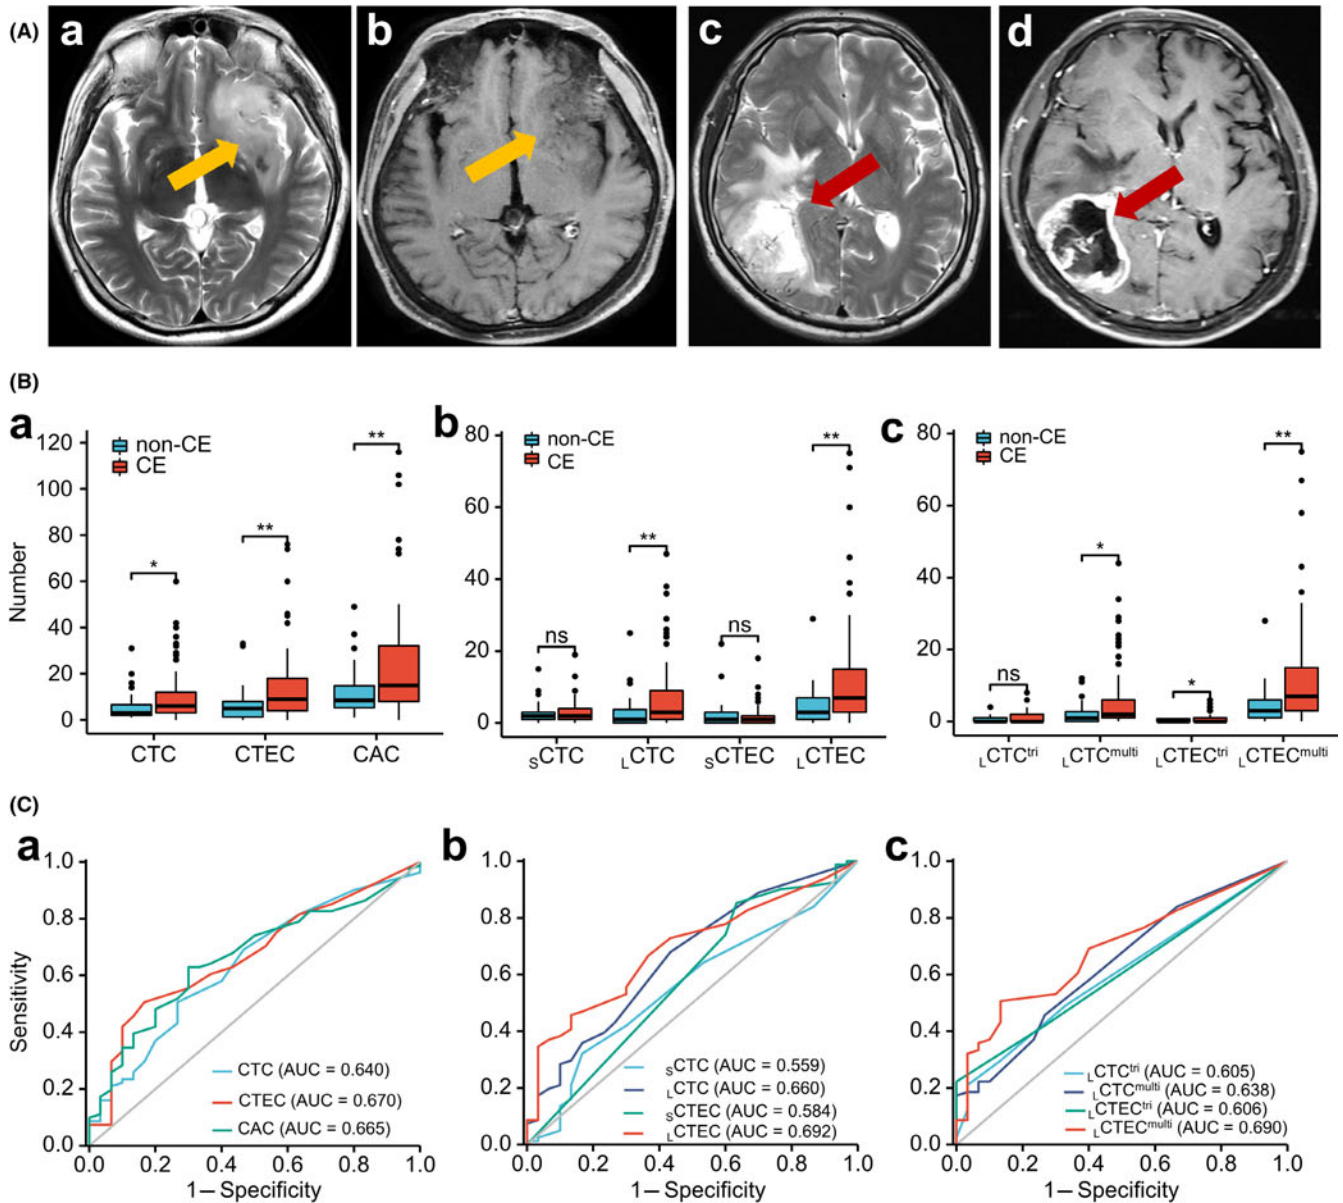 (A)
a
b
c
d
(B)
a
non-CE
CE
Number
120
100
80
60
40
20
0
*
**
**
CTC
CTEC
CAC
b
non-CE
CE
80
60
40
20
0
ns
**
ns
**
sCTC
LCTC
sCTEC
LCTEC
c
non-CE
CE
80
60
40
20
0
ns
*
*
**
LCTCtri
LCTCmulti
LCTECtri
LCTECmulti
(C)
a
Sensitivity
1.0
0.8
0.6
0.4
0.2
0.0
CTC (AUC = 0.640)
CTEC (AUC = 0.670)
CAC (AUC = 0.665)
0.0 0.2 0.4 0.6 0.8 1.0
1—Specificity
b
1.0
0.8
0.6
0.4
0.2
0.0
sCTC (AUC = 0.559)
LCTC (AUC = 0.660)
sCTEC (AUC = 0.584)
LCTEC (AUC = 0.692)
0.0 0.2 0.4 0.6 0.8 1.0
1—Specificity
c
1.0
0.8
0.6
0.4
0.2
0.0
LCTCtri (AUC = 0.605)
LCTCmulti (AUC = 0.638)
LCTECtri (AUC = 0.606)
LCTECmulti (AUC = 0.690)
0.0 0.2 0.4 0.6 0.8 1.0
1—Specificity